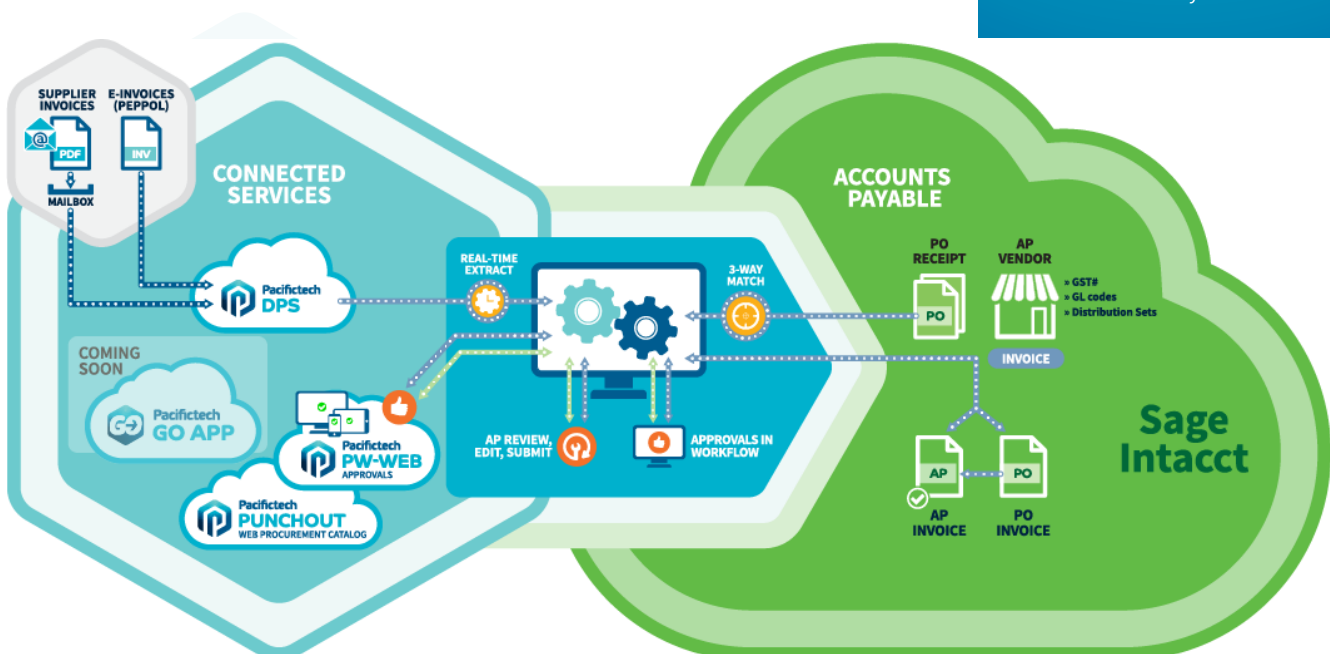 SUPPLIER
INVOICES
E-INVOICES
(PEPPOL)
@
PDF
INV
MAILBOX
CONNECTED
SERVICES
Pacifictech
DPS
COMING
SOON
GO
Pacifictech
GO APP
Pacifictech
PW-WEB
APPROVALS
Pacifictech
PUNCHOUT
WEB PROCUREMENT CATALOG
REAL-TIME
EXTRACT
3-WAY
MATCH
AP REVIEW,
EDIT, SUBMIT
APPROVALS IN
WORKFLOW
ACCOUNTS
PAYABLE
PO
RECEIPT
PO
AP
VENDOR
» GST#
» GL codes
» Distribution Sets
INVOICE
AP
AP
INVOICE
PO
PO
INVOICE
Sage
Intacct